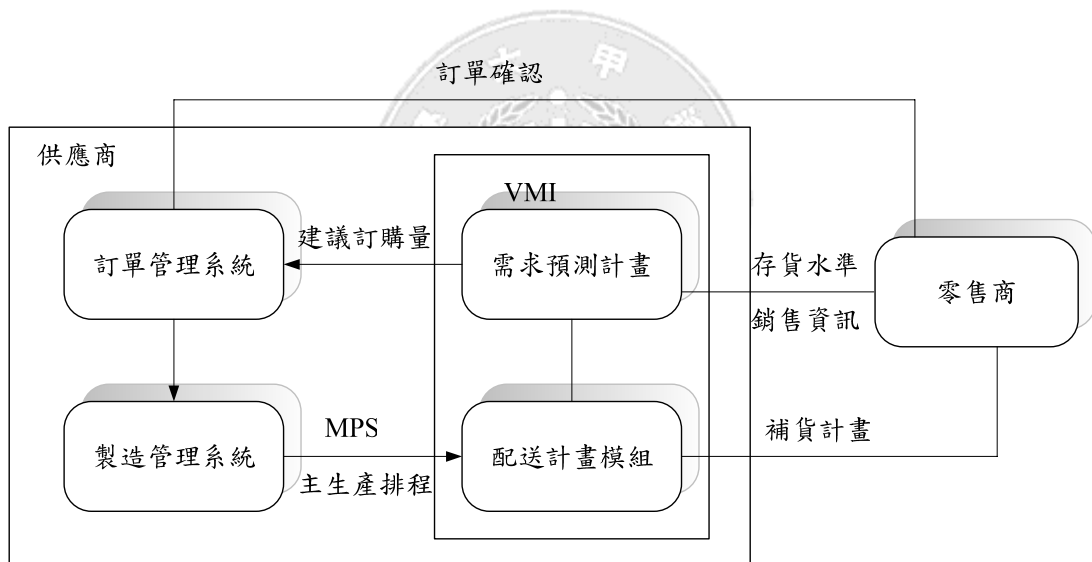 訂單確認
供應商
VMI
訂單管理系統
建議訂購量
需求預測計畫
存貨水準
銷售資訊
零售商
製造管理系統
MPS
主生產排程
配送計畫模組
補貨計畫